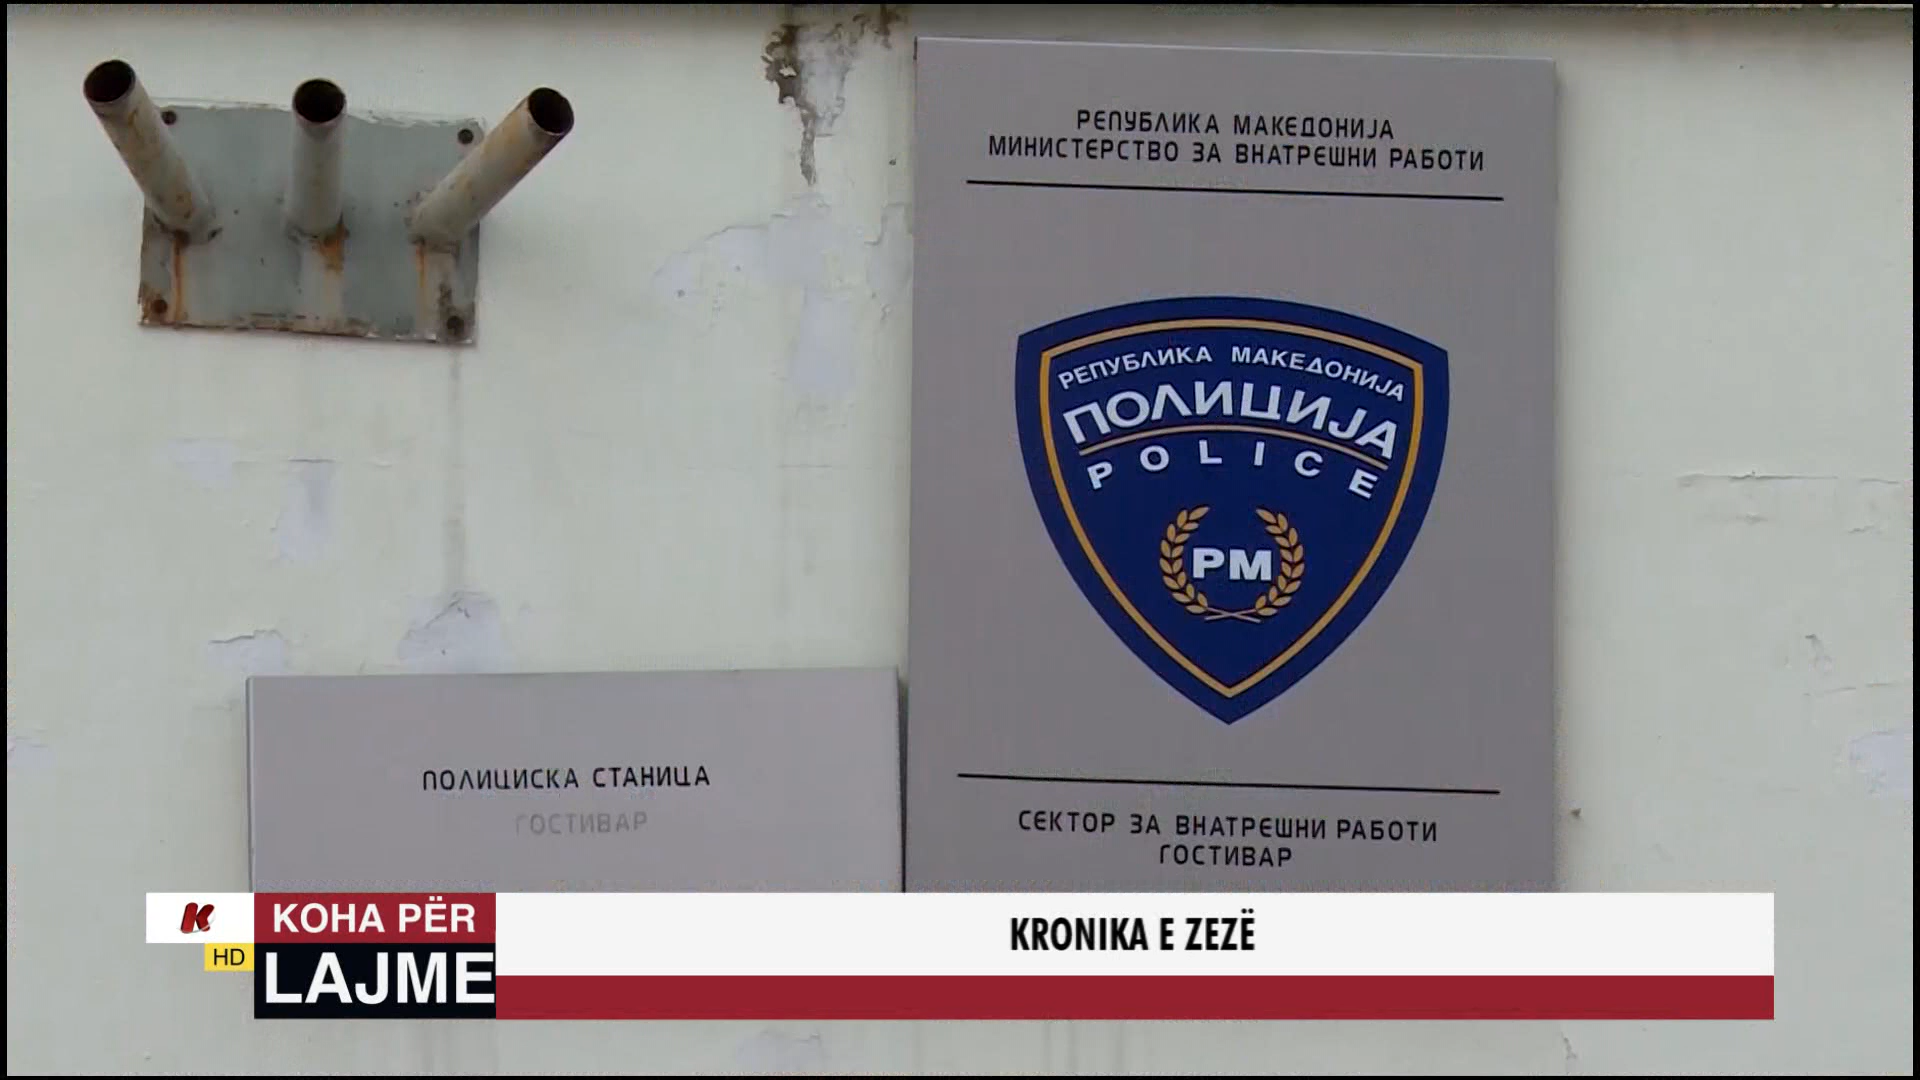 РЕПУБЛИКА МАКЕДОНИЈА
МИНИСТЕРСТВО ЗА ВНАТРЕШНИ РАБОТИ
РЕПУБЛИКА МАКЕДОНИЈА
ПОЛИЦИЈА
POLICE
РМ
ПОЛИЦИСКА СТАНИЦА
ГОСТИВАР
СЕКТОР ЗА ВНАТРЕШНИ РАБОТИ
ГОСТИВАР
K
HD
KOHA PËR
LAJME
KRONIKA E ZEZË